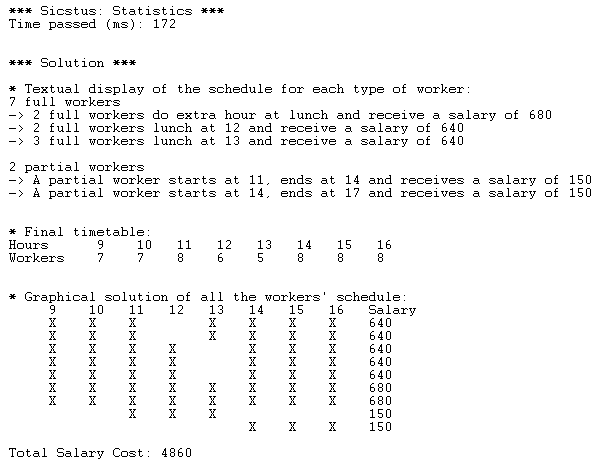 *** Sicstus: Statistics ***
Time passed (ms): 172
*** Solution ***
* Textual display of the schedule for each type of worker:
7 full workers
-> 2 full workers do extra hour at lunch and receive a salary of 680
-> 2 full workers lunch at 12 and receive a salary of 640
-> 3 full workers lunch at 13 and receive a salary of 640
2 partial workers
-> A partial worker starts at 11, ends at 14 and receives a salary of 150
-> A partial worker starts at 14, ends at 17 and receives a salary of 150
* Final timetable:
Hours 9 10 11 12 13 14 15 16
Workers 7 7 8 6 5 8 8 8
* Graphical solution of all the workers' schedule:
9 10 11 12 13 14 15 16 Salary
X X X X X X X 640
X X X X X X X 640
X X X X X X X 640
X X X X X X X 640
X X X X X X X 640
X X X X X X X X 680
X X X X X X X X 680
X X X 150
X X X 150
Total Salary Cost: 4860